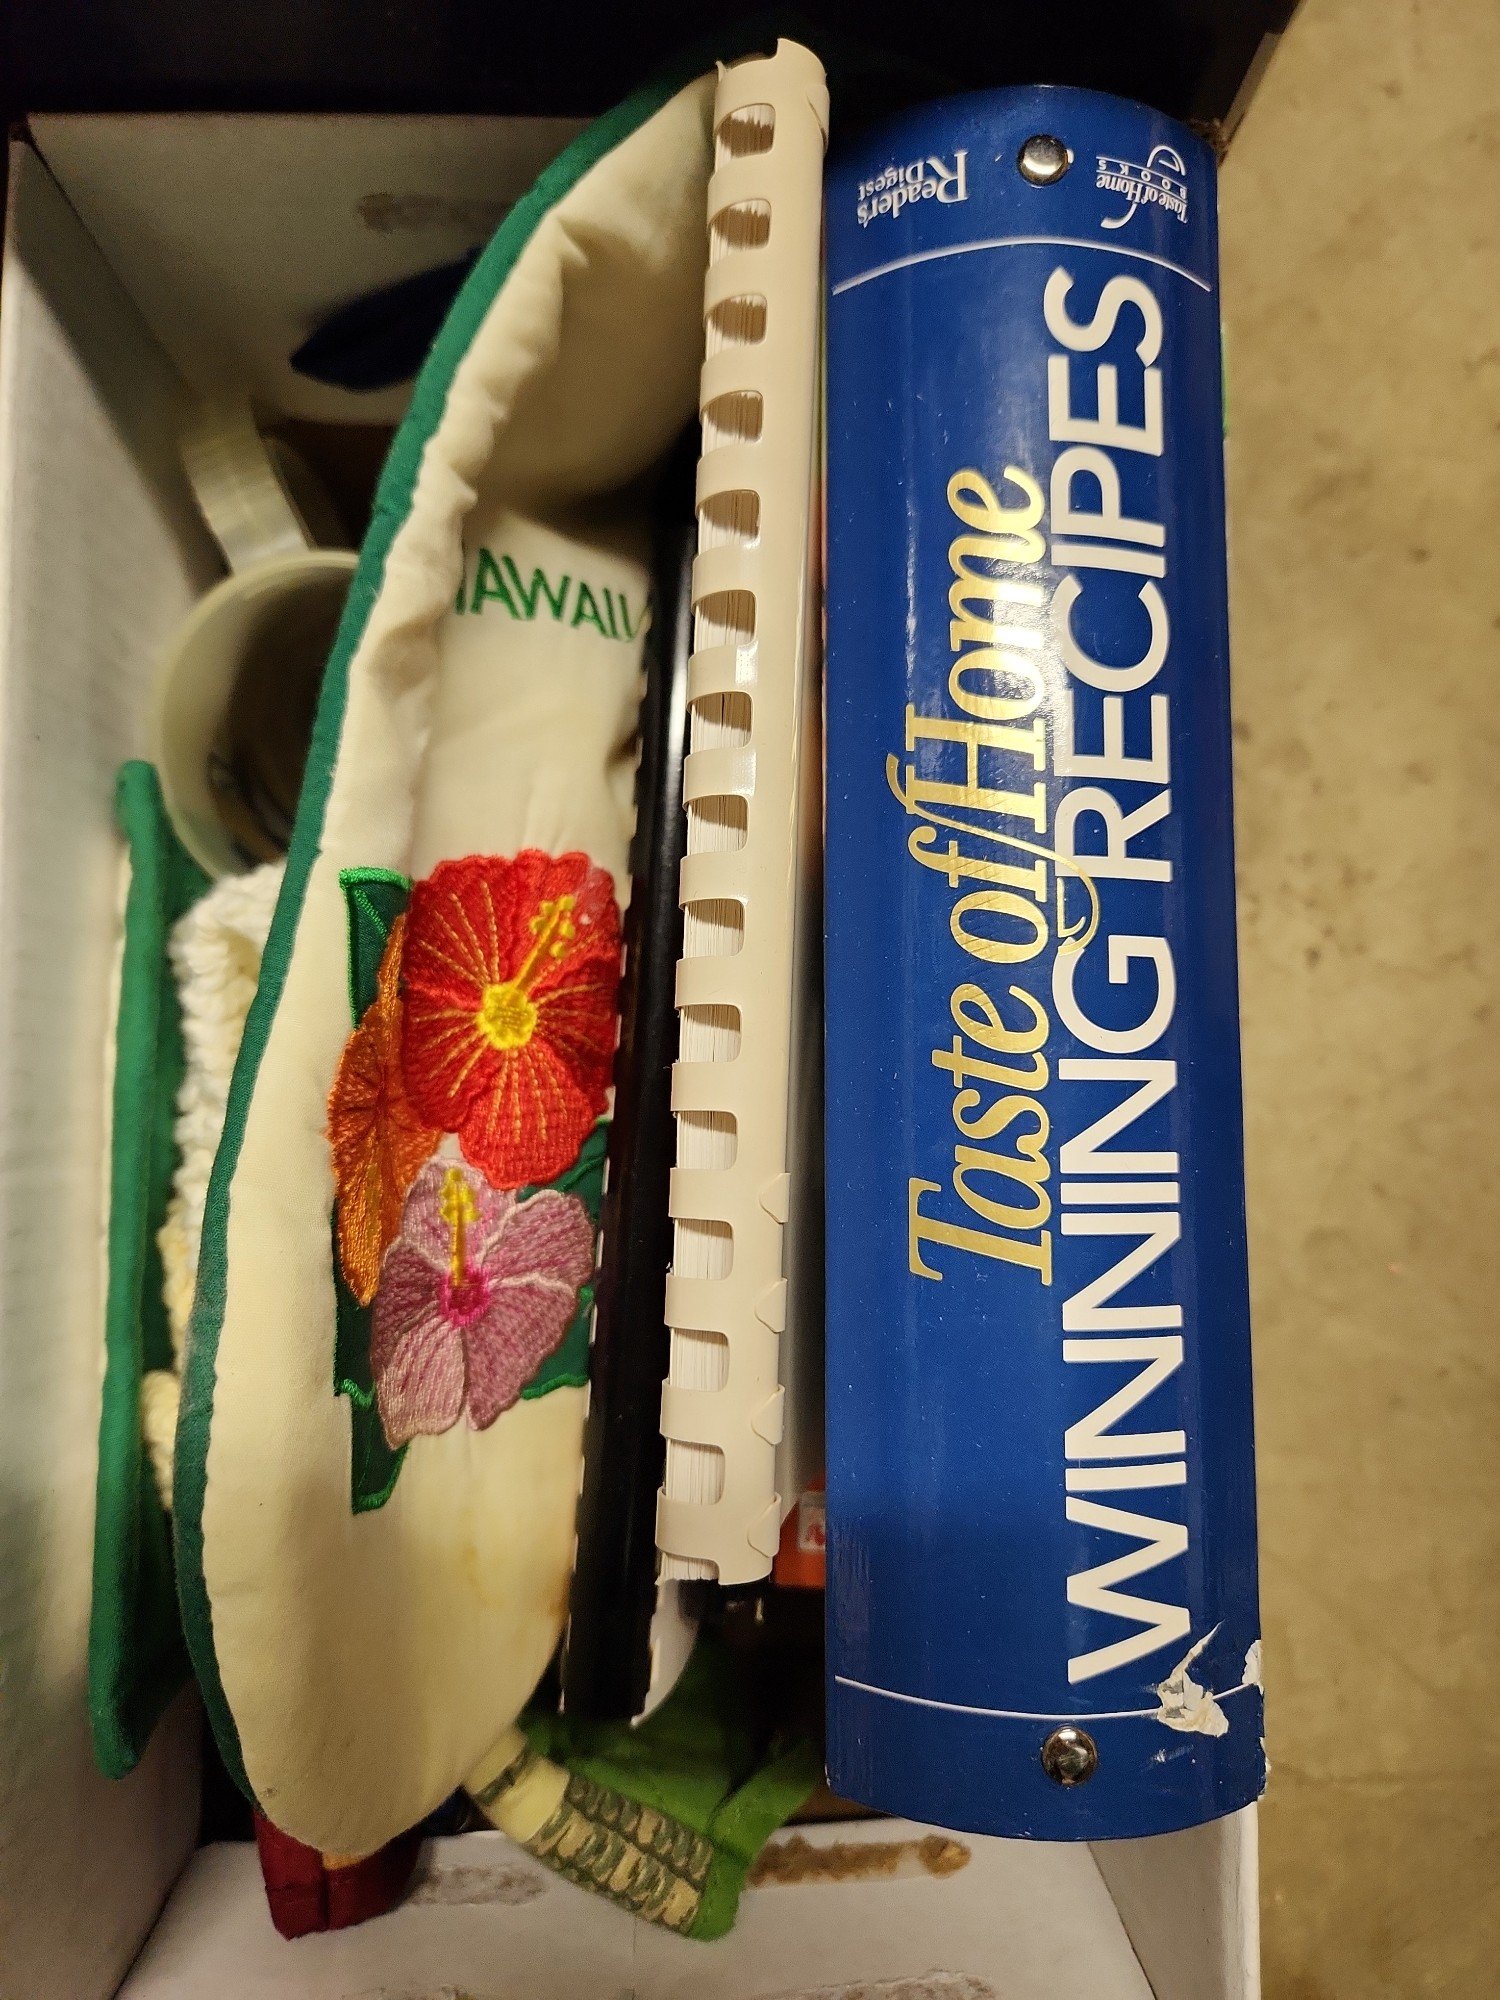 HAWAII
Taste of Home
WINNING RECIPES
Reader's
Digest
Taste of Home
BOOKS